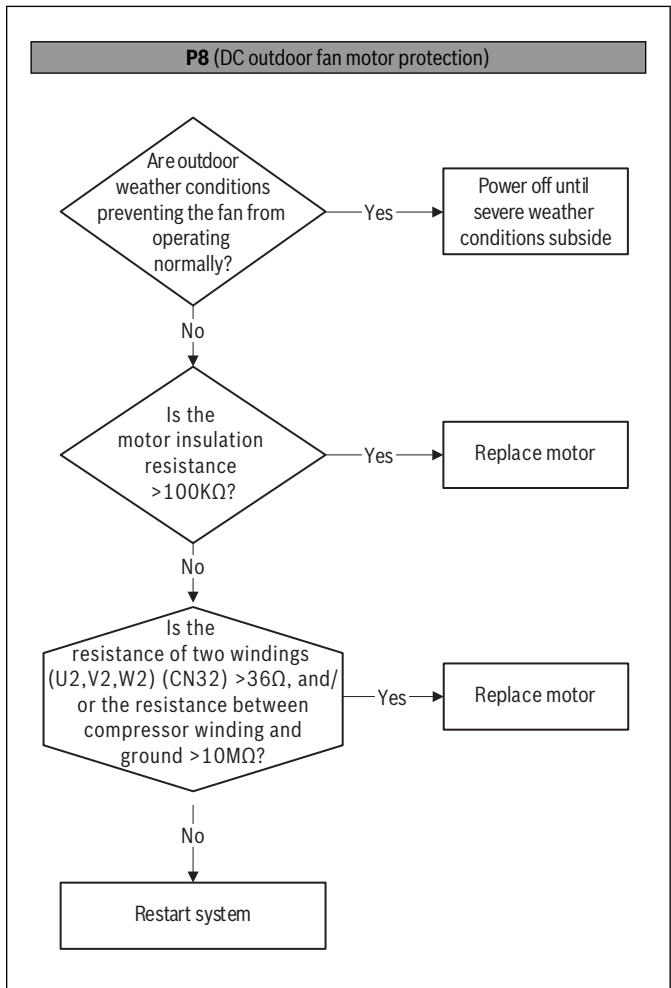 P8 (DC outdoor fan motor protection)
Are outdoor
weather conditions
preventing the fan from
operating
normally?
Yes
Power off until
severe weather
conditions subside
No
Is the
motor insulation
resistance
>100KΩ?
Yes
Replace motor
No
Is the
resistance of two windings
(U2,V2,W2) (CN32) >36Ω, and/
or the resistance between
compressor winding and
ground >10MΩ?
Yes
Replace motor
No
Restart system